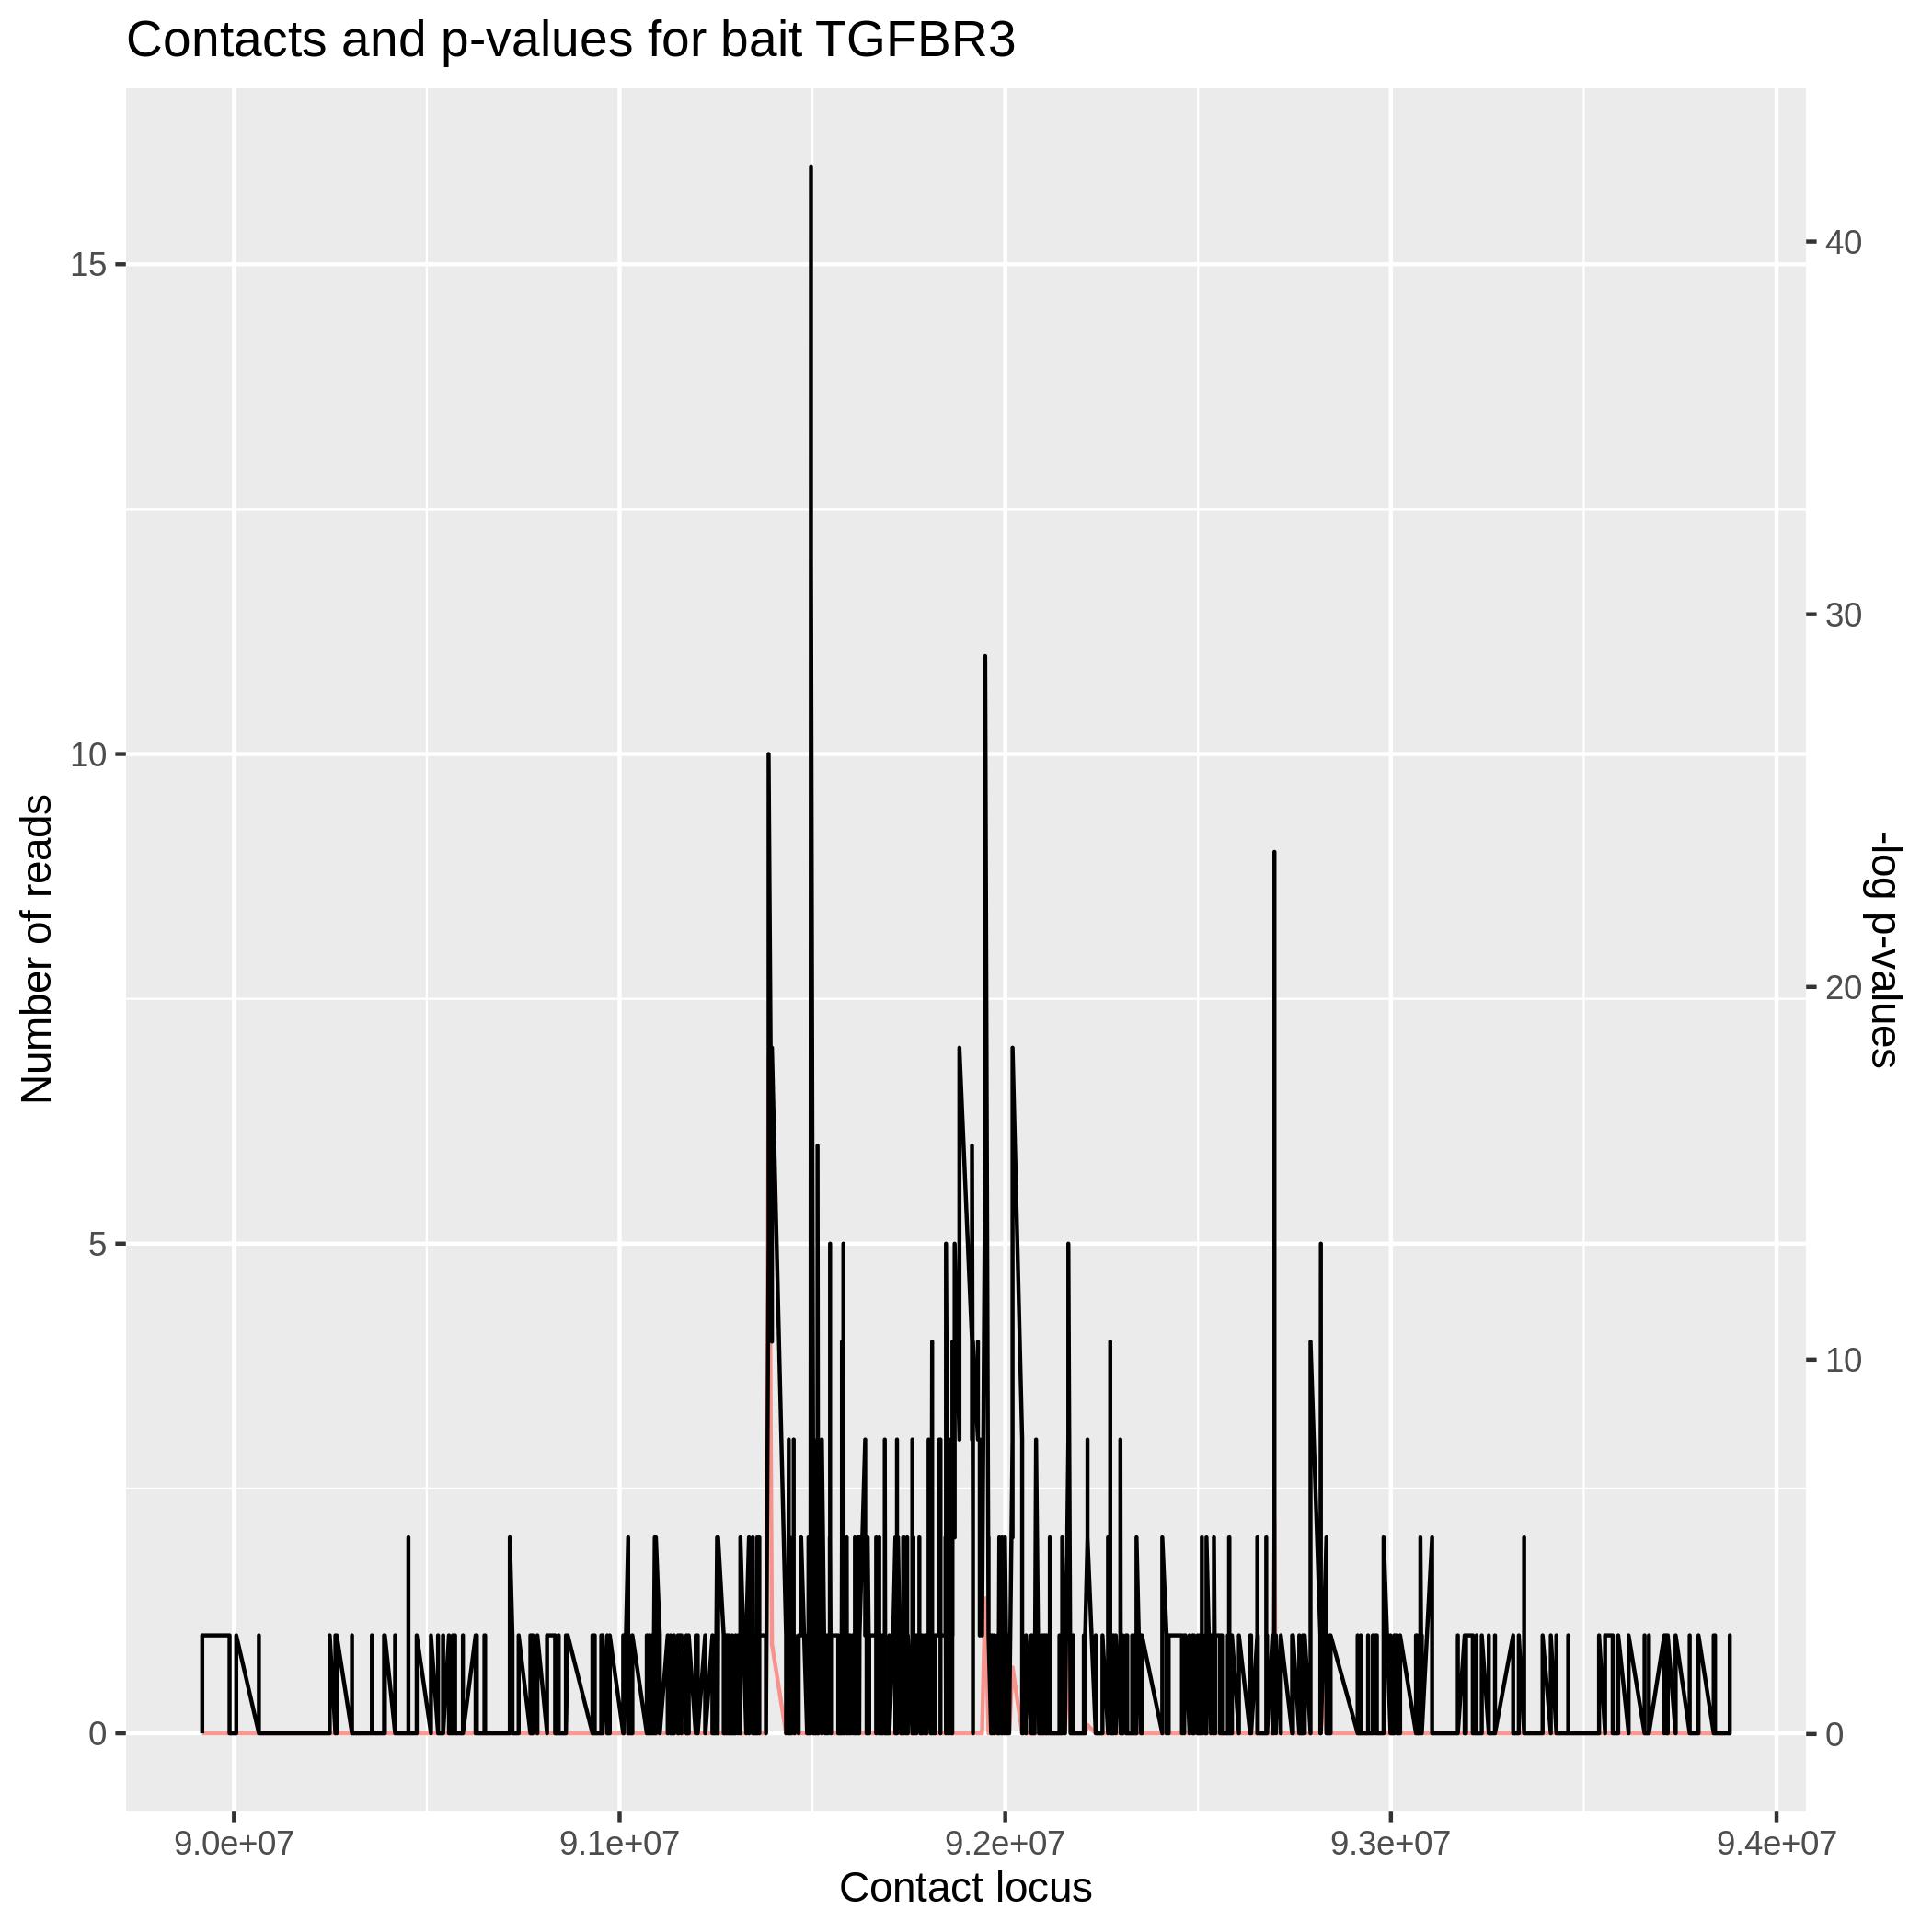 Contacts and p-values for bait TGFBR3
15
10
5
0
Number of reads
40
30
20
10
0
-log p-values
9.0e+07
9.1e+07
9.2e+07
9.3e+07
9.4e+07
Contact locus